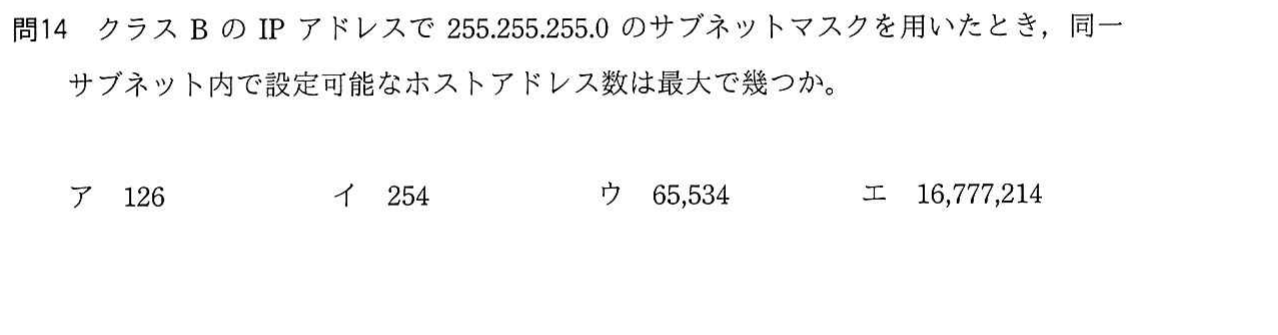 問14 クラス B の IP アドレスで 255.255.255.0 のサブネットマスクを用いたとき，同一
サブネット内で設定可能なホストアドレス数は最大で幾つか。
ア 126 イ 254 ウ 65,534 エ 16,777,214